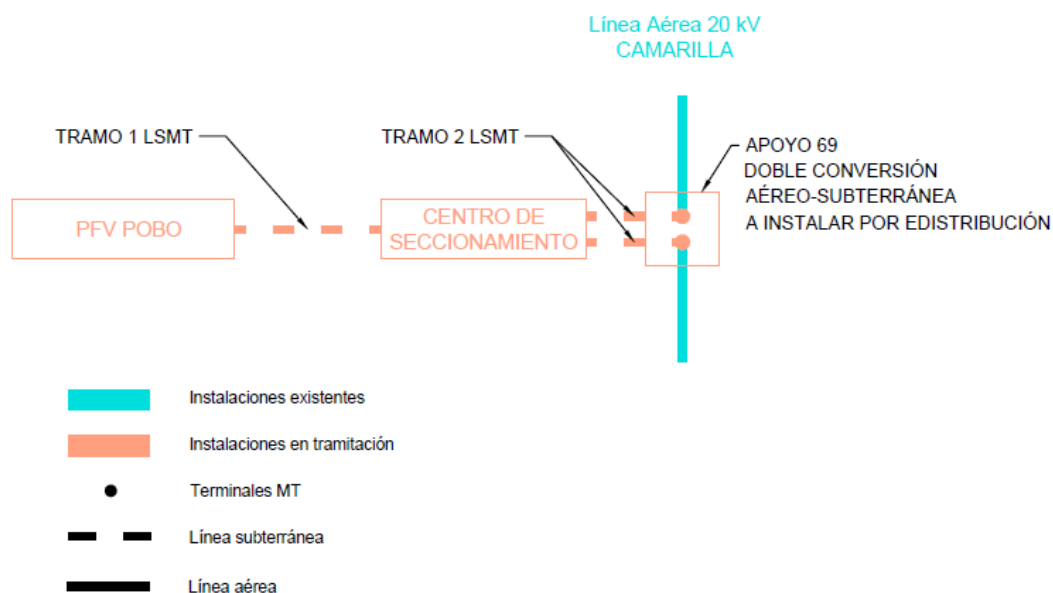 Línea Aérea 20 kV
CAMARILLA
TRAMO 1 LSMT
TRAMO 2 LSMT
APOYO 69
DOBLE CONVERSIÓN
AÉREO-SUBTERRÁNEA
A INSTALAR POR EDISTRIBUCIÓN
PFV POBO
CENTRO DE
SECCIONAMIENTO
Instalaciones existentes
Instalaciones en tramitación
Terminales MT
Línea subterránea
Línea aérea